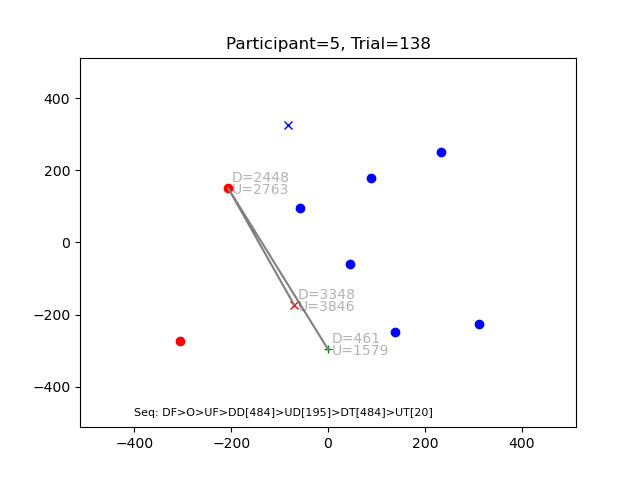 Participant=5, Trial=138
400
200
0
−200
−400
D=2448
U=2763
D=3348
U=3846
D=461
U=1579
Seq: DF>O>UF>DD[484]>UD[195]>DT[484]>UT[20]
−400
−200
0
200
400